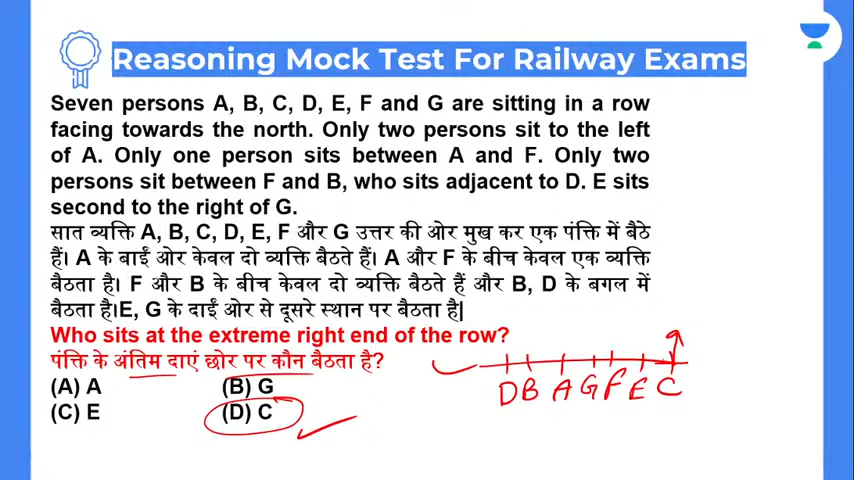 Reasoning Mock Test For Railway Exams
Seven persons A, B, C, D, E, F and G are sitting in a row
facing towards the north. Only two persons sit to the left
of A. Only one person sits between A and F. Only two
persons sit between F and B, who sits adjacent to D. E sits
second to the right of G.
सात व्यक्ति A, B, C, D, E, F और G उत्तर की ओर मुख कर एक पंक्ति में बैठे
हैं। A के बाईं ओर केवल दो व्यक्ति बैठते हैं। A और F के बीच केवल एक व्यक्ति
बैठता है। F और B के बीच केवल दो व्यक्ति बैठते हैं और B, D के बगल में
बैठता है।E, G के दाईं ओर से दूसरे स्थान पर बैठता है|
Who sits at the extreme right end of the row?
पंक्ति के अंतिम दाएं छोर पर कौन बैठता है?
(A) A (B) G
(C) E (D) C
D B A G F E C